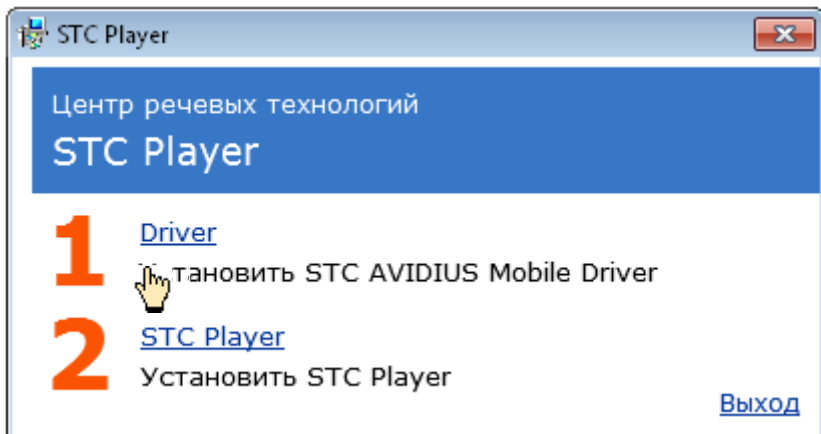 STC Player
Центр речевых технологий
STC Player
1
Driver
тановить STC AVIDIUS Mobile Driver
2
STC Player
Установить STC Player
Выход